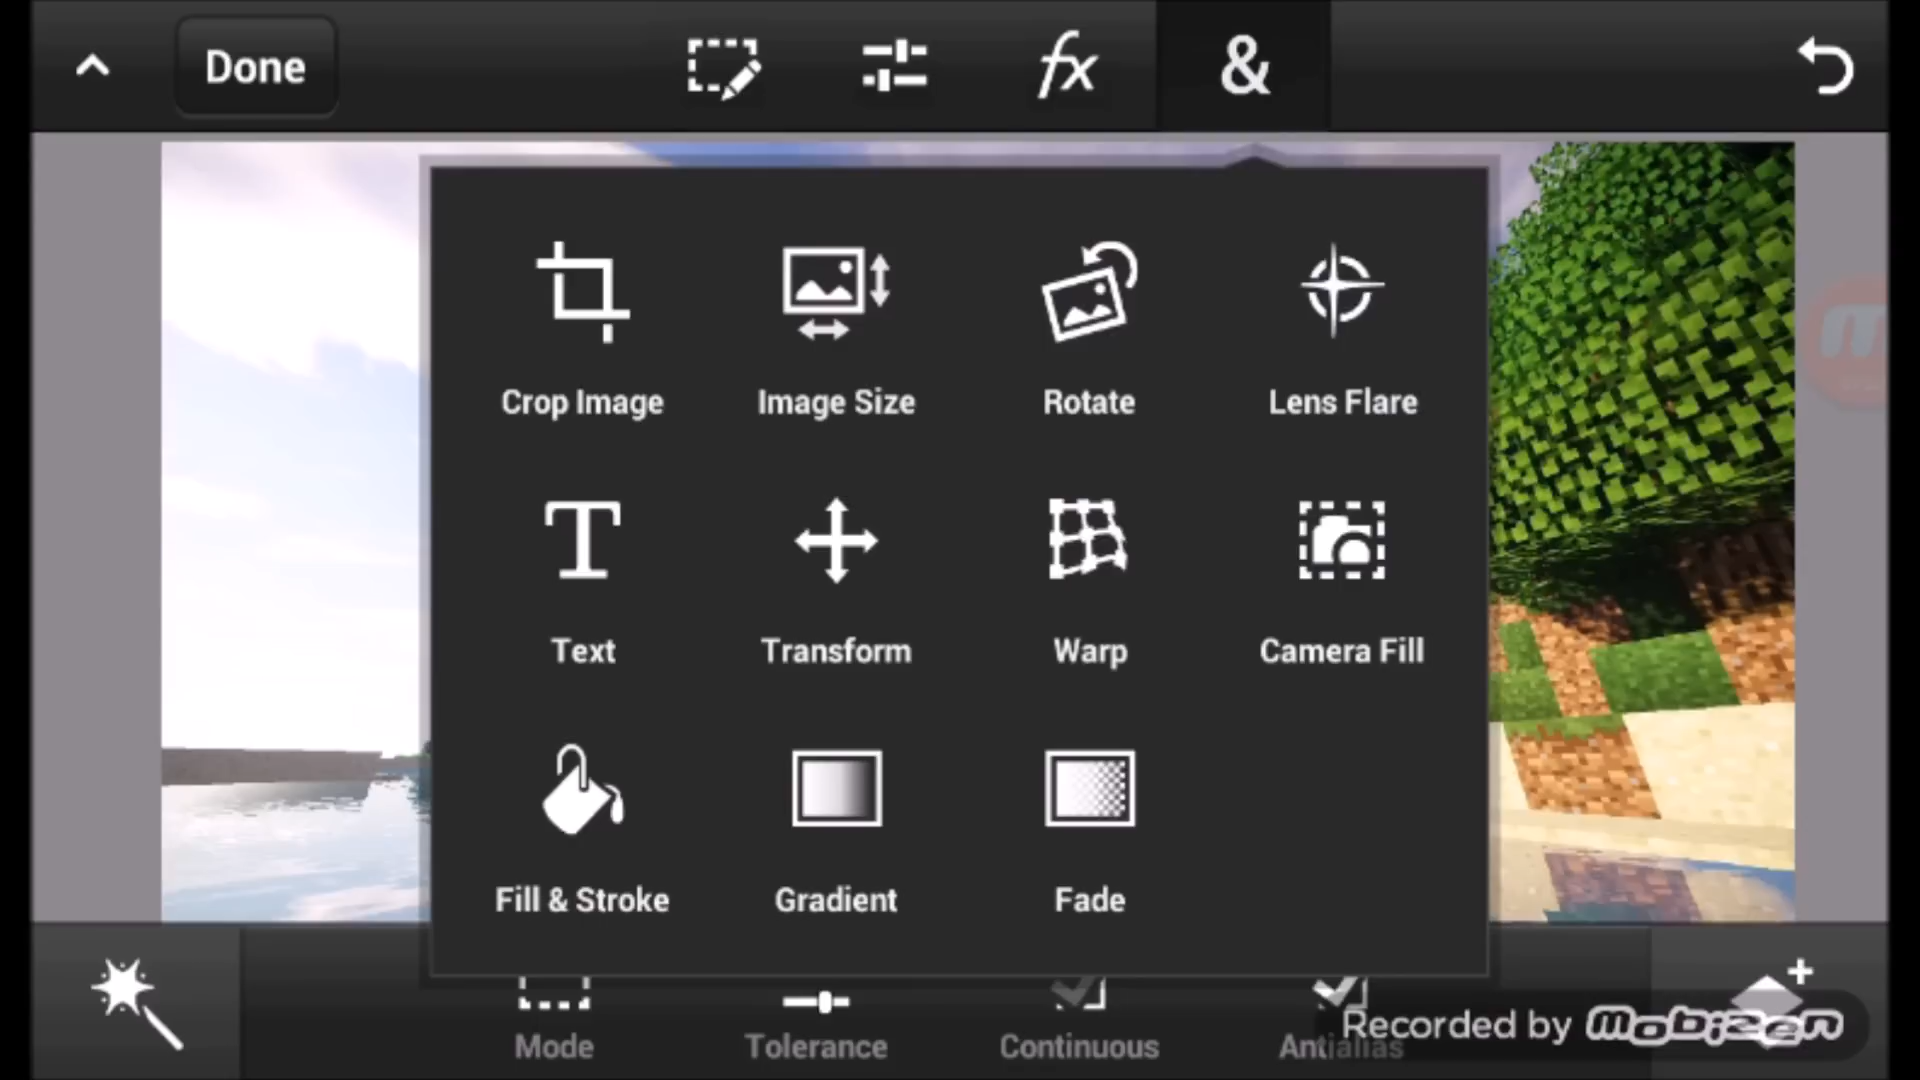 Done
fx
&
Crop Image
Image Size
Rotate
Lens Flare
T
Text
Transform
Warp
Camera Fill
Fill & Stroke
Gradient
Fade
Mode
Tolerance
Continuous
Antialias
Recorded by Mobizen